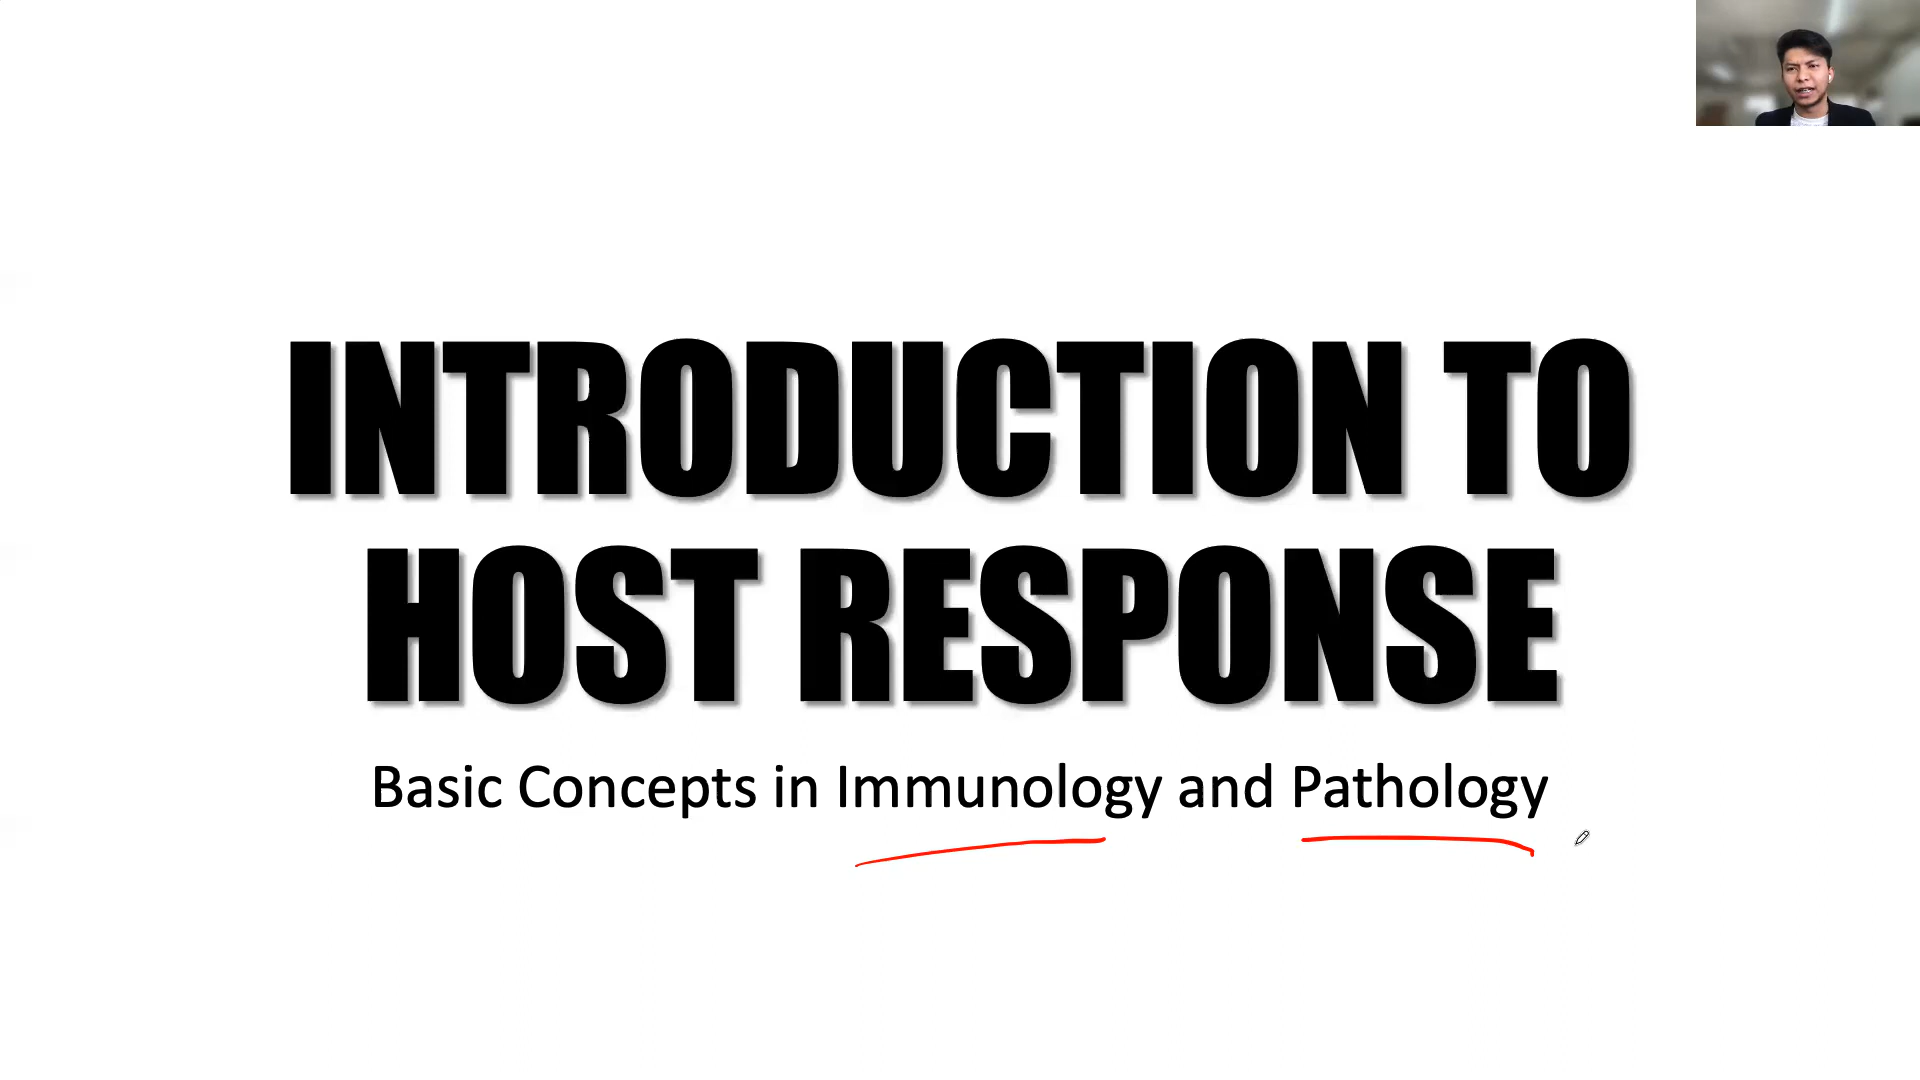 INTRODUCTION TO
HOST RESPONSE
Basic Concepts in Immunology and Pathology